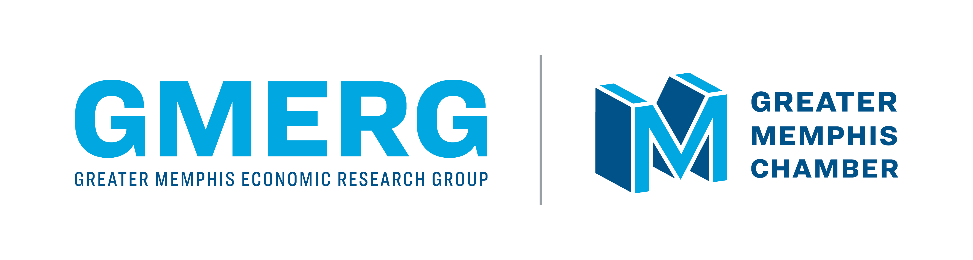 GMERG
GREATER MEMPHIS ECONOMIC RESEARCH GROUP
M
GREATER
MEMPHIS
CHAMBER